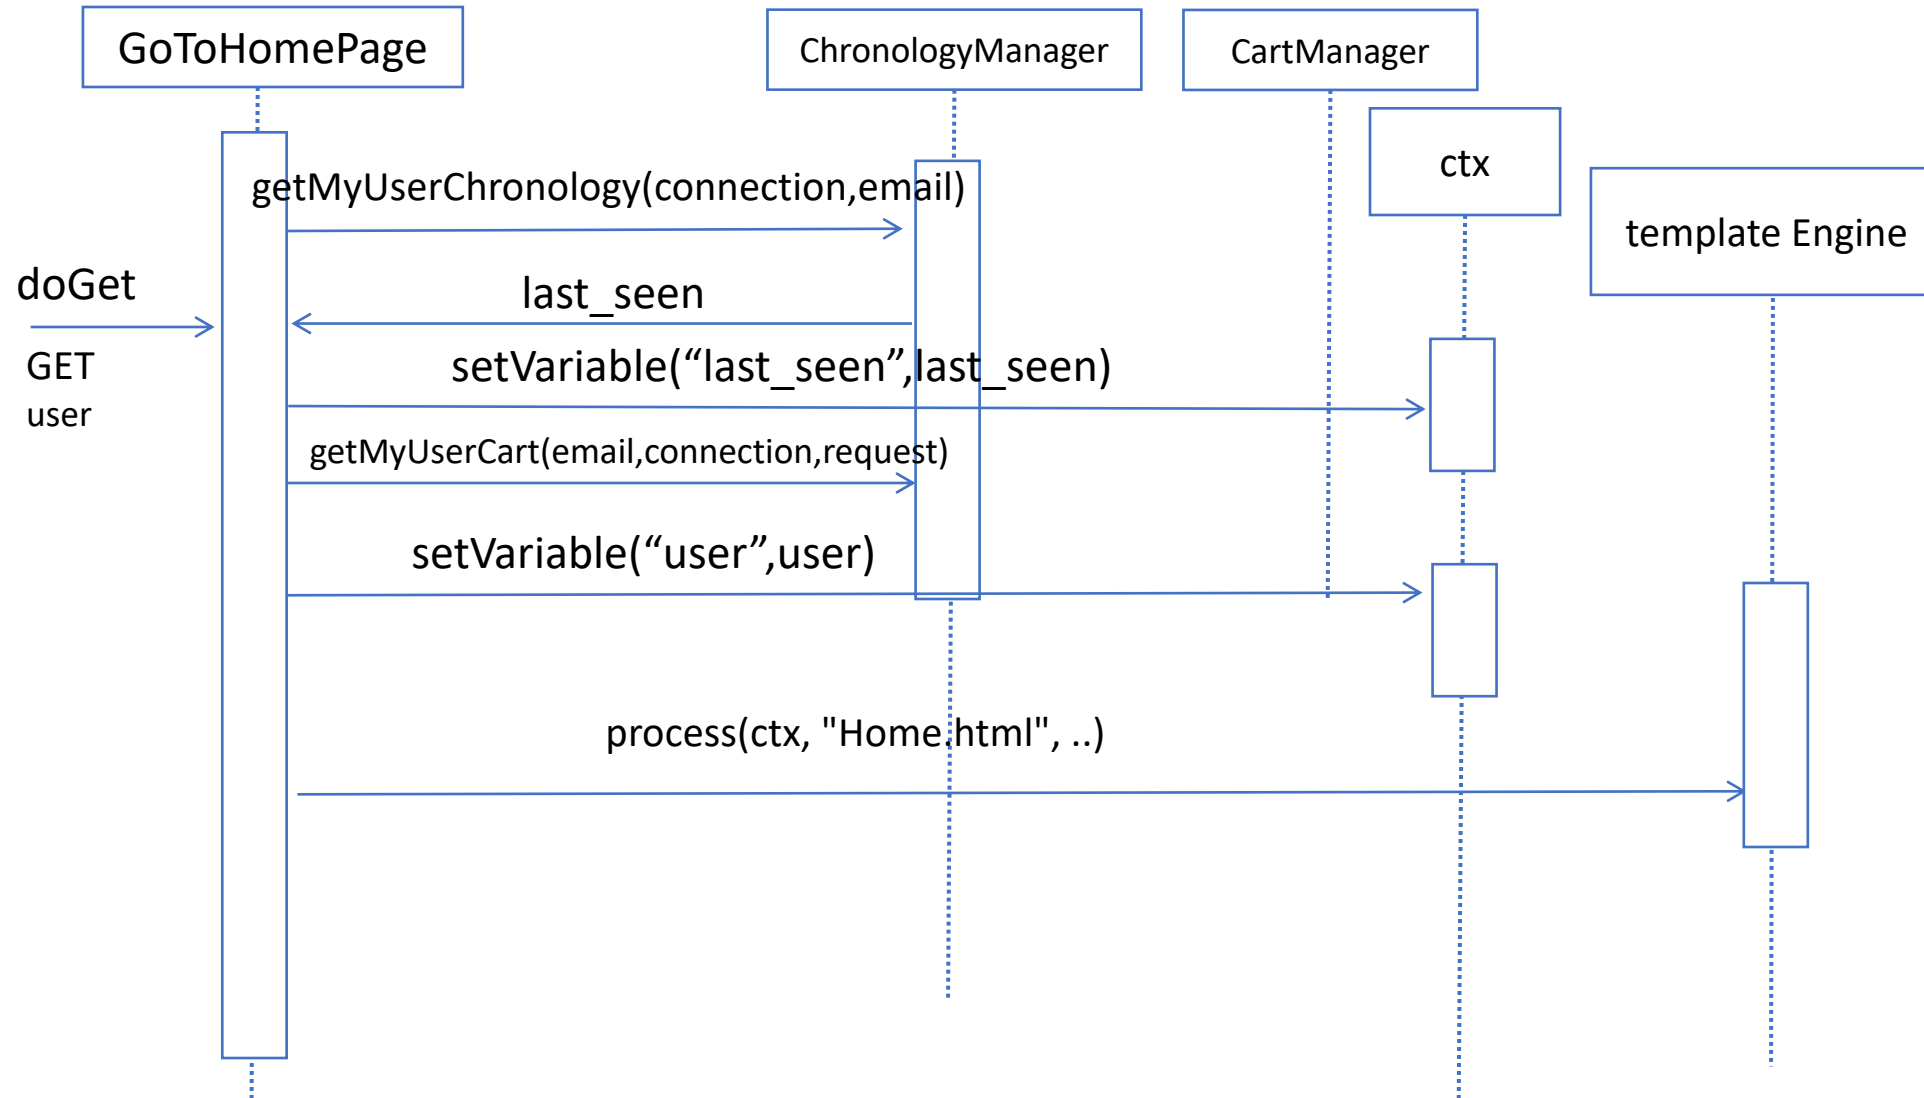 GoToHomePage
ChronologyManager
CartManager
ctx
template Engine
getMyUserChronology(connection,email)
doGet
last_seen
GET
user
setVariable(“last_seen”,last_seen)
getMyUserCart(email,connection,request)
setVariable(“user”,user)
process(ctx, "Home.html", ..)